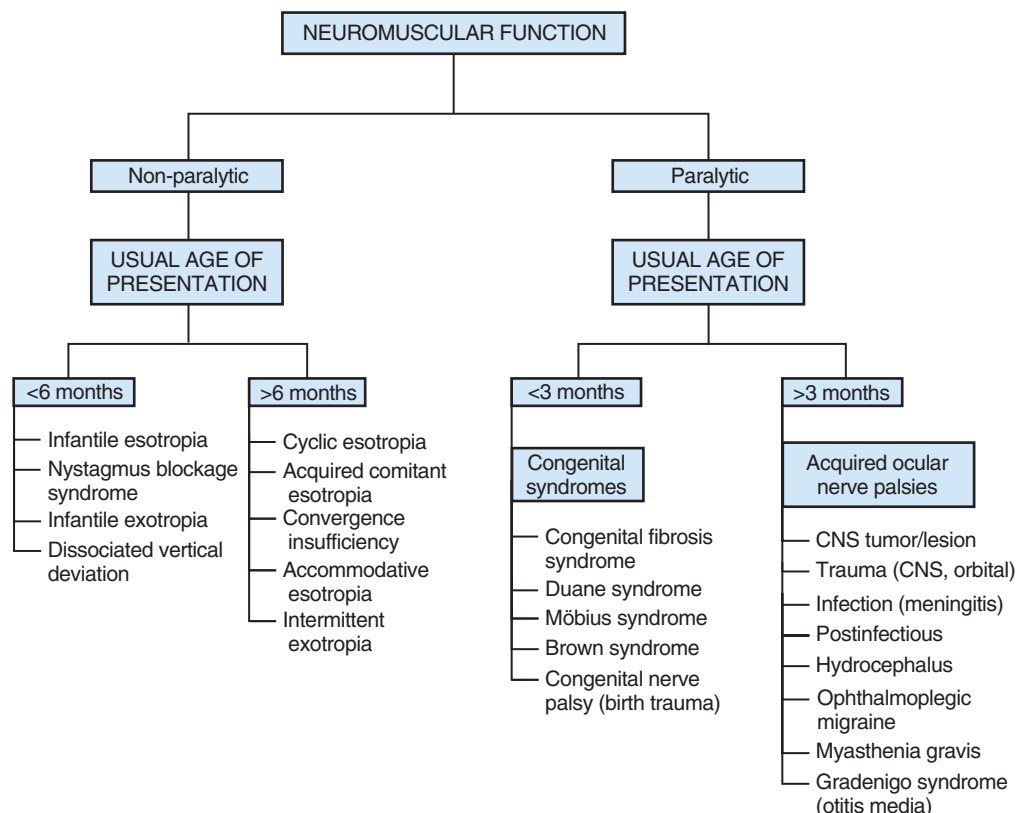 NEUROMUSCULAR FUNCTION
Non-paralytic
Paralytic
USUAL AGE OF
PRESENTATION
USUAL AGE OF
PRESENTATION
<6 months
>6 months
<3 months
>3 months
Infantile esotropia
Nystagmus blockage
syndrome
Infantile exotropia
Dissociated vertical
deviation
Cyclic esotropia
Acquired comitant
esotropia
Convergence
insufficiency
Accommodative
esotropia
Intermittent
exotropia
Congenital
syndromes
Congenital fibrosis
syndrome
Duane syndrome
Möbius syndrome
Brown syndrome
Congenital nerve
palsy (birth trauma)
Acquired ocular
nerve palsies
CNS tumor/lesion
Trauma (CNS, orbital)
Infection (meningitis)
Postinfectious
Hydrocephalus
Ophthalmoplegic
migraine
Myasthenia gravis
Gradenigo syndrome
(otitis media)